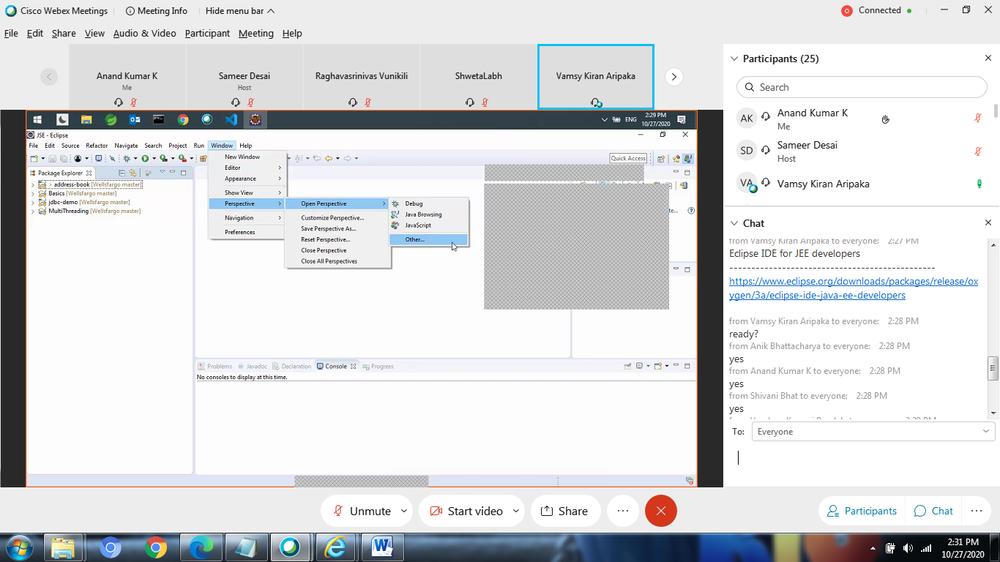 Cisco Webex Meetings
Meeting Info
Hide menu bar
Connected
File Edit Share View Audio & Video Participant Meeting Help
Anand Kumar K
Me
Sameer Desai
Host
Raghavasrinivas Vunikili
ShwetaLabh
Vamsy Kiran Aripaka
ENG
2:29 PM
10/27/2020
JSE - Eclipse
File Edit Source Refactor Navigate Search Project Run Window Help
Quick Access
Package Explorer
> address-book [Wellsfargo master]
Basics [Wellsfargo master]
jdbc-demo [Wellsfargo master]
MultiThreading [Wellsfargo master]
New Window
Editor
Appearance
Show View
Perspective
Navigation
Preferences
Open Perspective
Customize Perspective...
Save Perspective As...
Reset Perspective...
Close Perspective
Close All Perspectives
Debug
Java Browsing
JavaScript
Other...
Problems Javadoc Declaration Console Progress
No consoles to display at this time.
Participants (25)
Search
AK
Anand Kumar K
Me
SD
Sameer Desai
Host
VA
Vamsy Kiran Aripaka
Chat
from Vamsy Kiran Aripaka to everyone: 2:27 PM
Eclipse IDE for JEE developers
---------------------------------------------
https://www.eclipse.org/downloads/packages/release/ox
ygen/3a/eclipse-ide-java-ee-developers
from Vamsy Kiran Aripaka to everyone: 2:28 PM
ready?
from Anik Bhattacharya to everyone: 2:28 PM
yes
from Anand Kumar K to everyone: 2:28 PM
yes
from Shivani Bhat to everyone: 2:28 PM
yes
To: Everyone
Unmute
Start video
Share
Participants
Chat
2:31 PM
10/27/2020